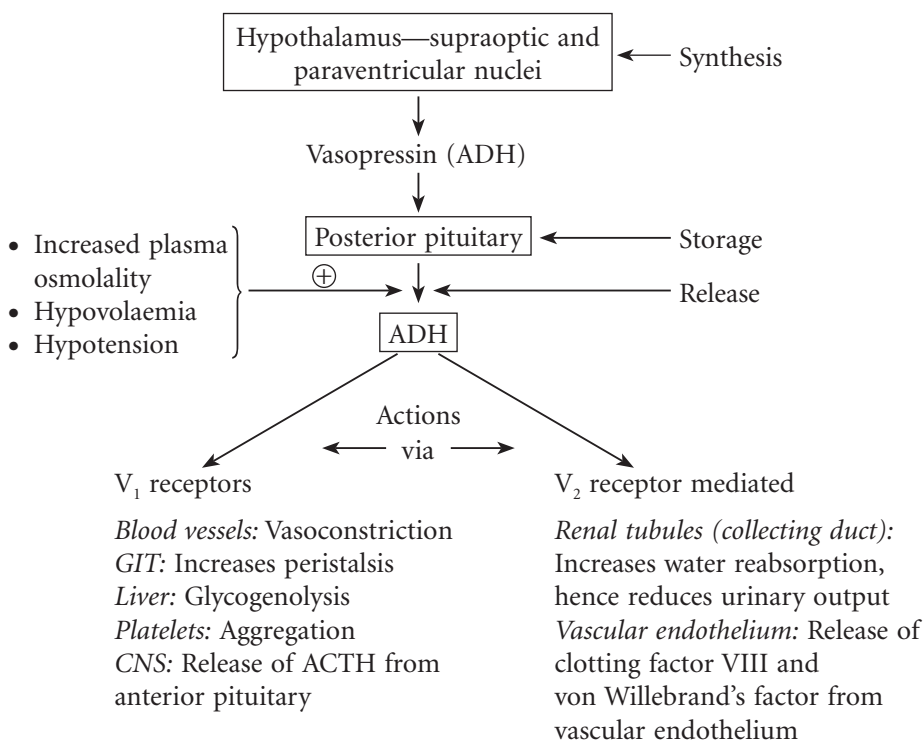 Hypothalamus—supraoptic and
paraventricular nuclei
Synthesis
Vasopressin (ADH)
Posterior pituitary
Storage
• Increased plasma
osmolality
• Hypovolaemia
• Hypotension
+
Release
ADH
Actions
via
V₁ receptors
Blood vessels: Vasoconstriction
GIT: Increases peristalsis
Liver: Glycogenolysis
Platelets: Aggregation
CNS: Release of ACTH from
anterior pituitary
V₂ receptor mediated
Renal tubules (collecting duct):
Increases water reabsorption,
hence reduces urinary output
Vascular endothelium: Release of
clotting factor VIII and
von Willebrand’s factor from
vascular endothelium